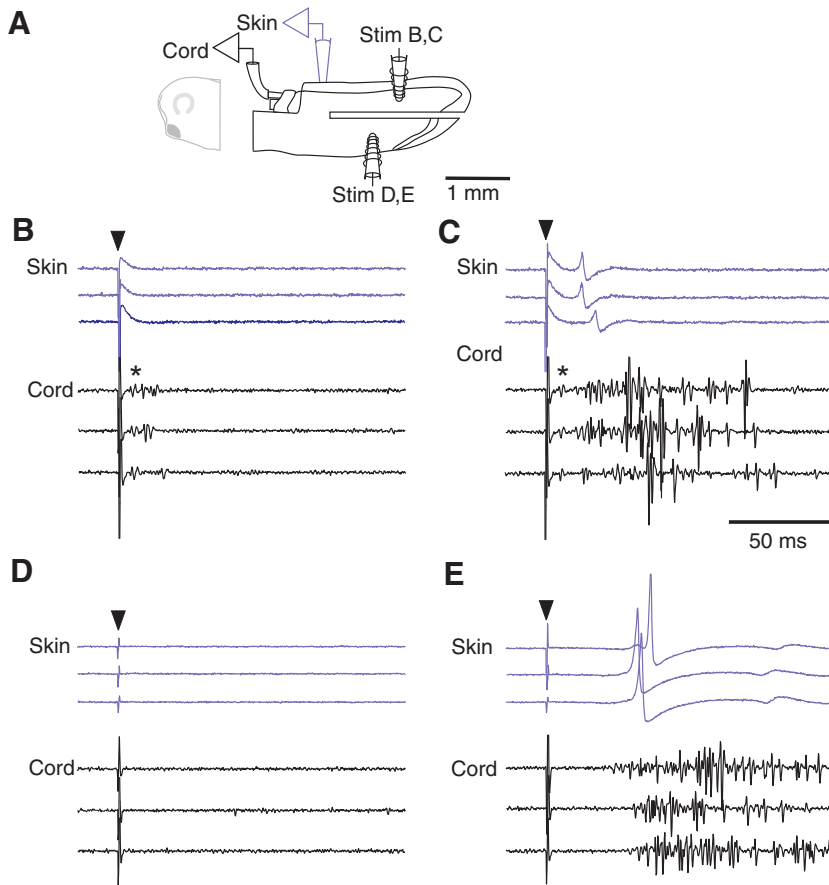 A
Skin
Stim B,C
Cord
Stim D,E
1 mm
B
Skin
*
Cord
C
Skin
Cord
*
50 ms
D
Skin
Cord
E
Skin
Cord